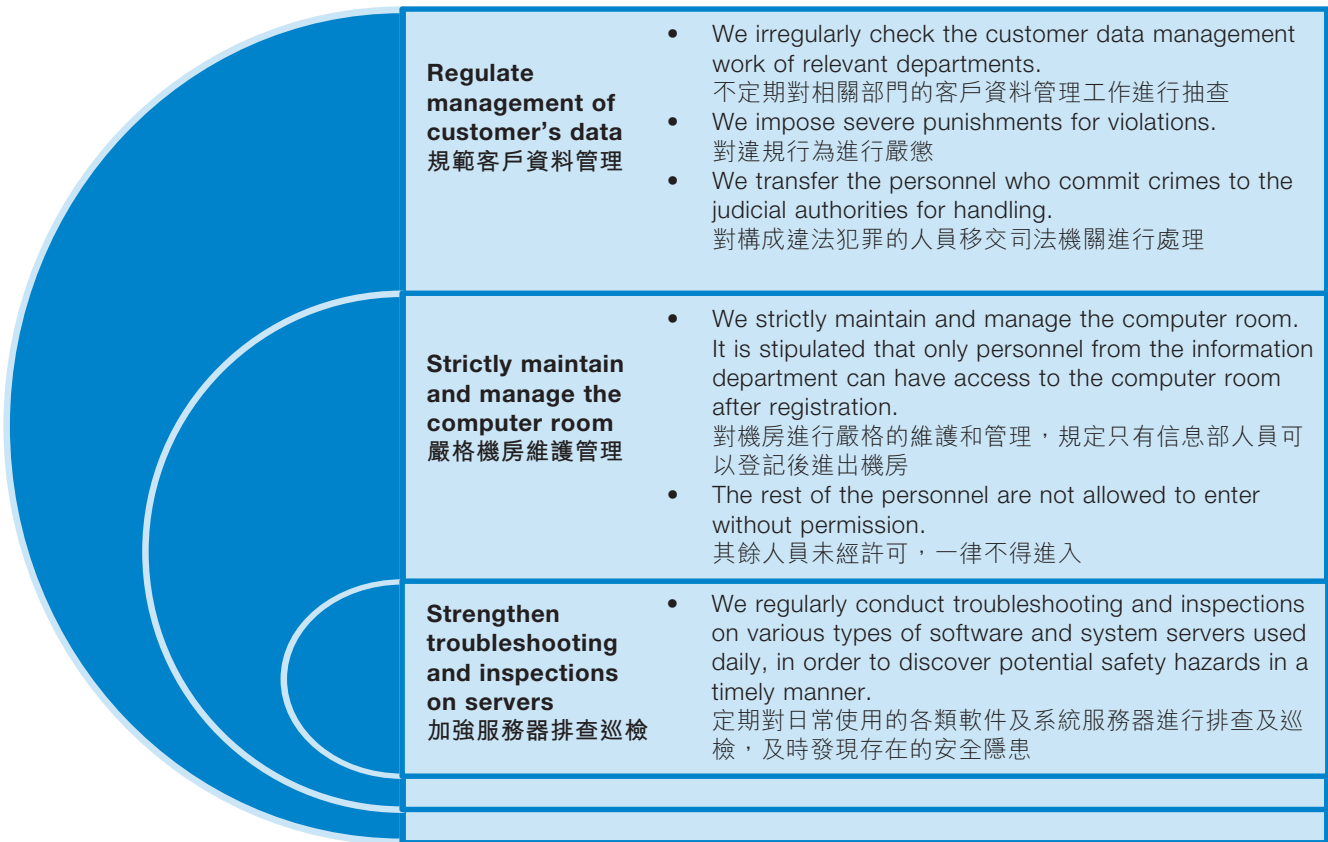 Regulate
management of
customer's data
規範客戶資料管理
• We irregularly check the customer data management
work of relevant departments.
不定期對相關部門的客戶資料管理工作進行抽查
• We impose severe punishments for violations.
對違規行為進行嚴懲
• We transfer the personnel who commit crimes to the
judicial authorities for handling.
對構成違法犯罪的人員移交司法機關進行處理
Strictly maintain
and manage the
computer room
嚴格機房維護管理
• We strictly maintain and manage the computer room.
It is stipulated that only personnel from the information
department can have access to the computer room
after registration.
對機房進行嚴格的維護和管理，規定只有信息部人員可
以登記後進出機房
• The rest of the personnel are not allowed to enter
without permission.
其餘人員未經許可，一律不得進入
Strengthen
troubleshooting
and inspections
on servers
加強服務器排查巡檢
• We regularly conduct troubleshooting and inspections
on various types of software and system servers used
daily, in order to discover potential safety hazards in a
timely manner.
定期對日常使用的各類軟件及系統服務器進行排查及巡
檢，及時發現存在的安全隱患